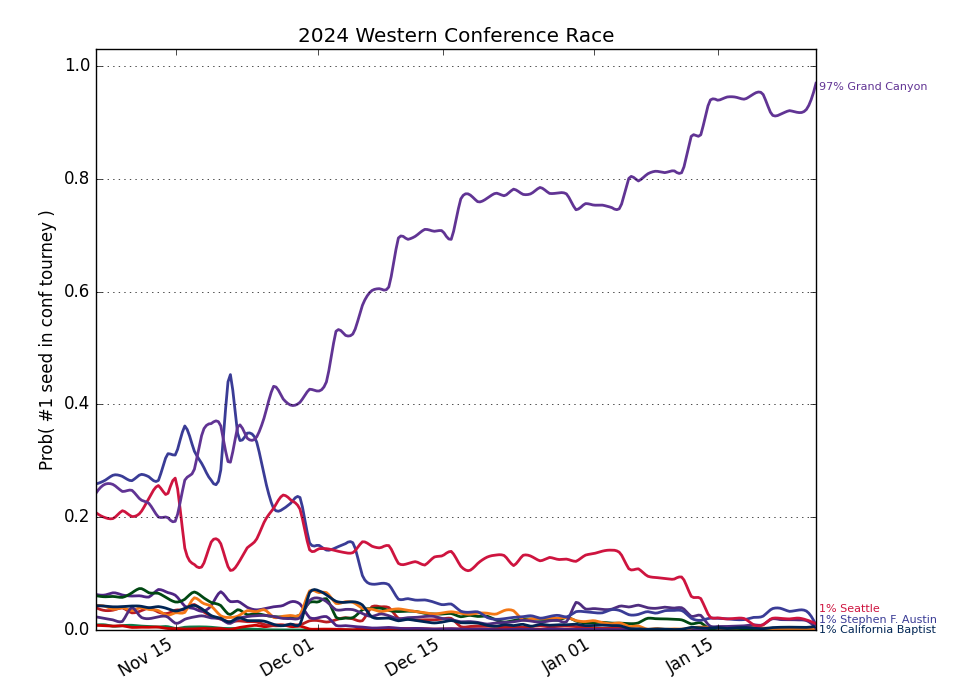 2024 Western Conference Race
Prob( #1 seed in conf tourney )
1.0
0.8
0.6
0.4
0.2
0.0
97% Grand Canyon
1% Seattle
1% Stephen F. Austin
1% California Baptist
Nov 15
Dec 01
Dec 15
Jan 01
Jan 15